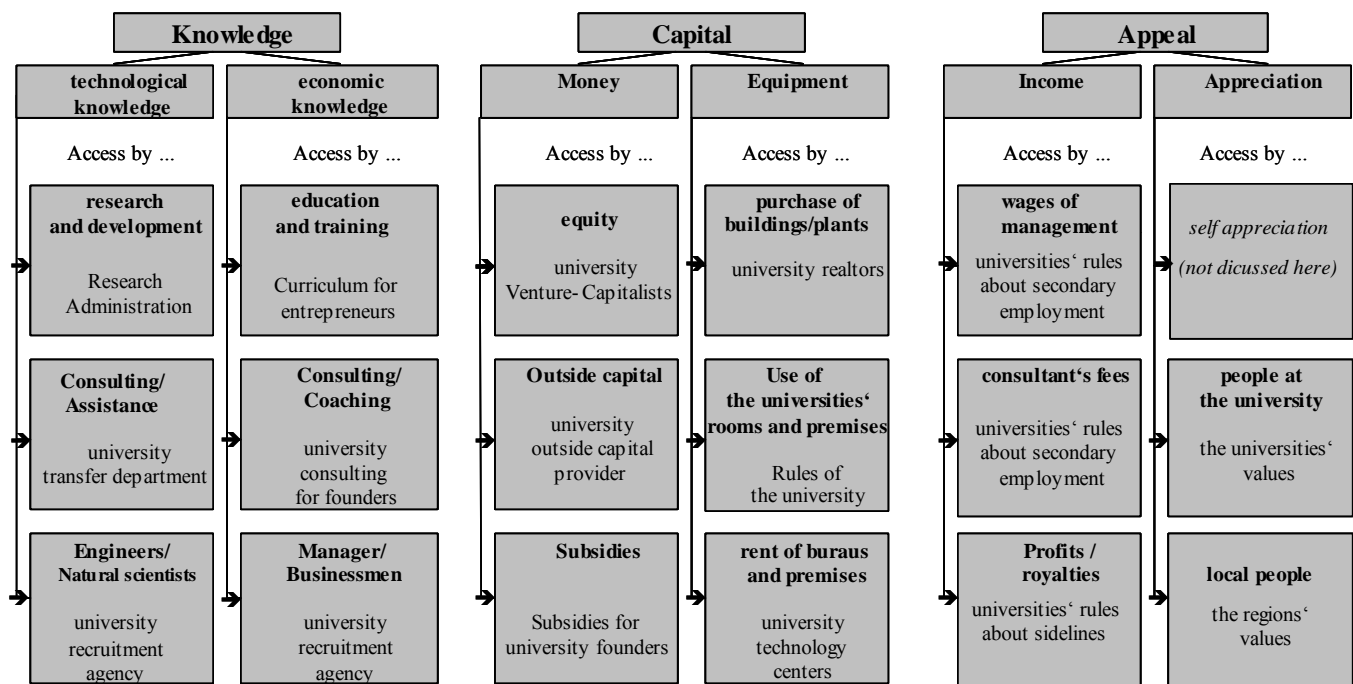 Knowledge
technological
knowledge
Access by ...
research
and development
Research
Administration
Consulting/
Assistance
university
transfer department
Engineers/
Natural scientists
university
recruitment
agency
economic
knowledge
Access by ...
education
and training
Curriculum for
entrepreneurs
Consulting/
Coaching
university
consulting
for founders
Manager/
Businessmen
university
recruitment
agency
Capital
Money
Access by ...
equity
university
Venture- Capitalists
Outside capital
university
outside capital
provider
Subsidies
Subsidies for
university founders
Equipment
Access by ...
purchase of
buildings/plants
university realtors
Use of
the universities‘
rooms and premises
Rules of
the university
rent of buraus
and premises
university
technology
centers
Appeal
Income
Access by ...
wages of
management
universities‘ rules
about secondary
employment
consultant‘s fees
universities‘ rules
about secondary
employment
Profits /
royalties
universities‘ rules
about sidelines
Appreciation
Access by ...
self appreciation
(not dicussed here)
people at
the university
the universities‘
values
local people
the regions‘
values